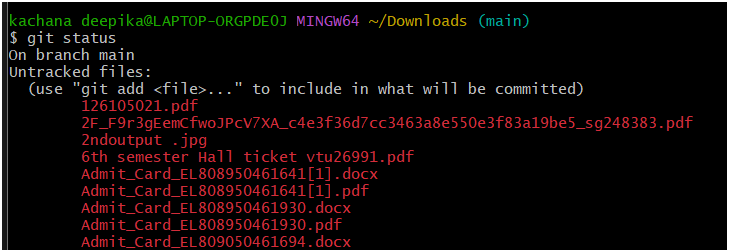 kachana deepika@LAPTOP-ORGPDE0J MINGW64 ~/Downloads (main)
$ git status
On branch main
Untracked files:
  (use "git add <file>..." to include in what will be committed)
        126105021.pdf
        2F_F9r3gEemCfwoJPcV7XA_c4e3f36d7cc3463a8e550e3f83a19be5_sg248383.pdf
        2ndoutput .jpg
        6th semester Hall ticket vtu26991.pdf
        Admit_Card_EL808950461641[1].docx
        Admit_Card_EL808950461641[1].pdf
        Admit_Card_EL808950461930.docx
        Admit_Card_EL808950461930.pdf
        Admit_Card_EL809050461694.docx